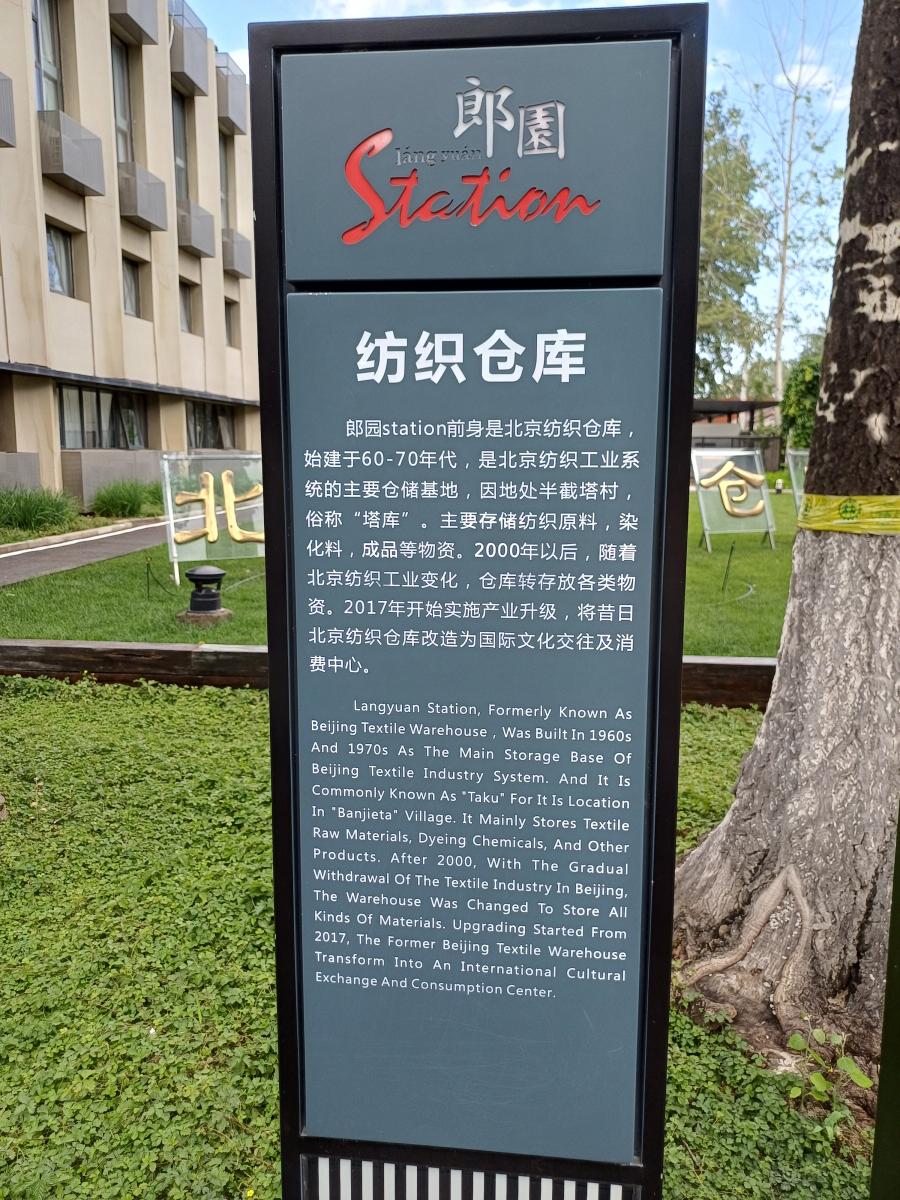 郎園
láng yuán
Station
纺织仓库
郎园station前身是北京纺织仓库，
始建于60-70年代，是北京纺织工业系
统的主要仓储基地，因地处半截塔村，
俗称“塔库”。主要存储纺织原料，染
化料，成品等物资。2000年以后，随着
北京纺织工业变化，仓库转存放各类物
资。2017年开始实施产业升级，将昔日
北京纺织仓库改造为国际文化交往及消
费中心。
Langyuan Station, Formerly Known As
Beijing Textile Warehouse , Was Built In 1960s
And 1970s As The Main Storage Base Of
Beijing Textile Industry System. And It Is
Commonly Known As "Taku" For It Is Location
In "Banjieta" Village. It Mainly Stores Textile
Raw Materials, Dyeing Chemicals, And Other
Products. After 2000, With The Gradual
Withdrawal Of The Textile Industry In Beijing,
The Warehouse Was Changed To Store All
Kinds Of Materials. Upgrading Started From
2017, The Former Beijing Textile Warehouse
Transform Into An International Cultural
Exchange And Consumption Center.
北
仓